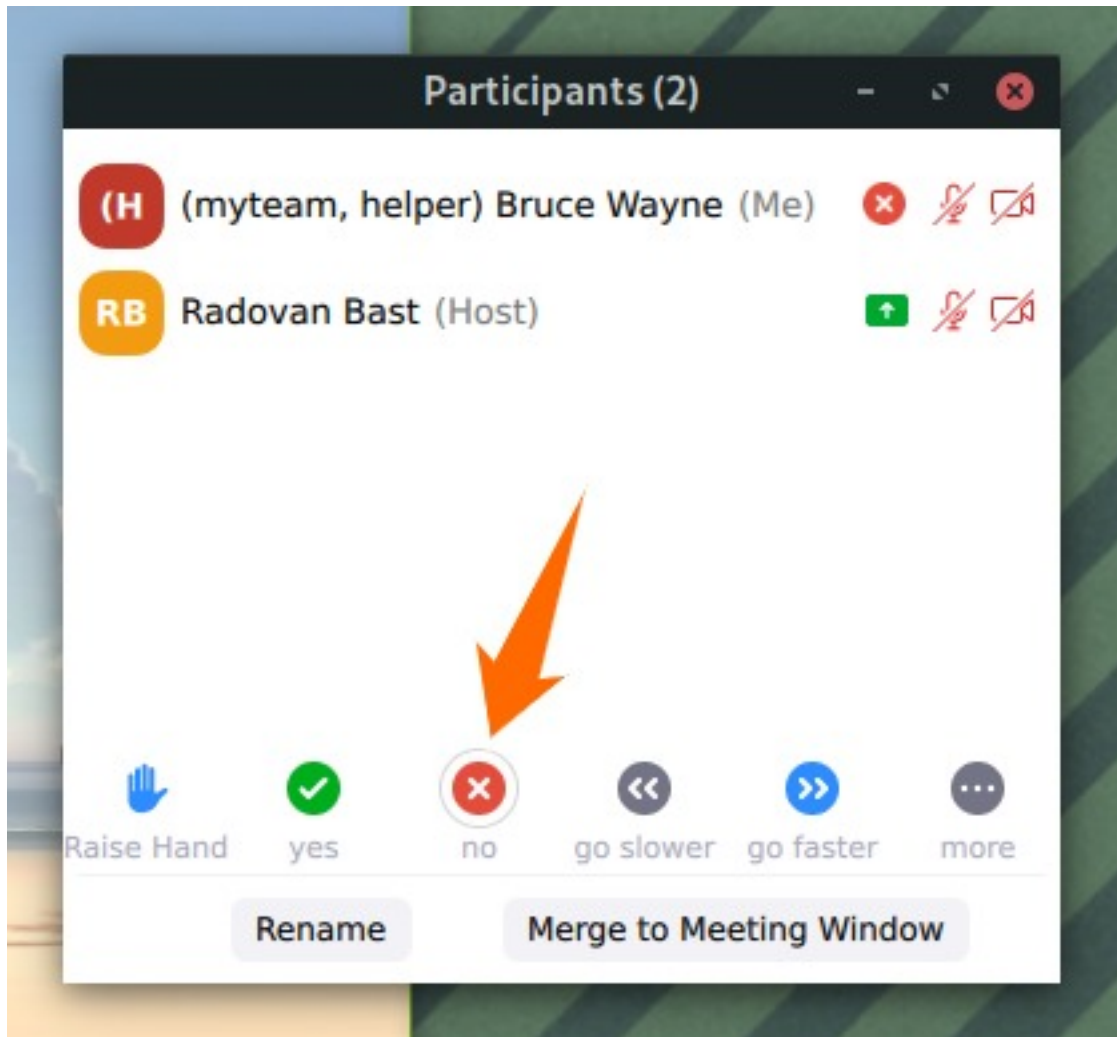 Participants (2)
(H (myteam, helper) Bruce Wayne (Me)
RB Radovan Bast (Host)
Raise Hand yes no go slower go faster more
Rename Merge to Meeting Window